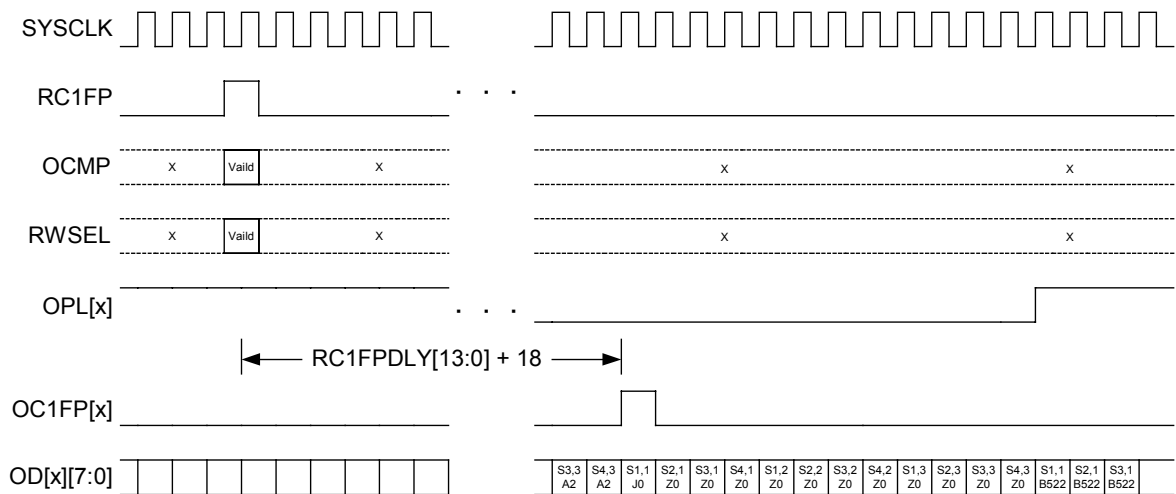 SYSCLK
RC1FP
. . .
OCMP
X
Vaild
X
X
X
RWSEL
X
Vaild
X
X
X
OPL[x]
. . .
RC1FPDLY[13:0] + 18
OC1FP[x]
OD[x][7:0]
S3,3 S4,3 S1,1 S2,1 S3,1 S4,1 S1,2 S2,2 S3,2 S4,2 S1,3 S2,3 S3,3 S4,3 S1,1 S2,1 S3,1
A2 A2 J0 Z0 Z0 Z0 Z0 Z0 Z0 Z0 Z0 Z0 Z0 Z0 B522 B522 B522